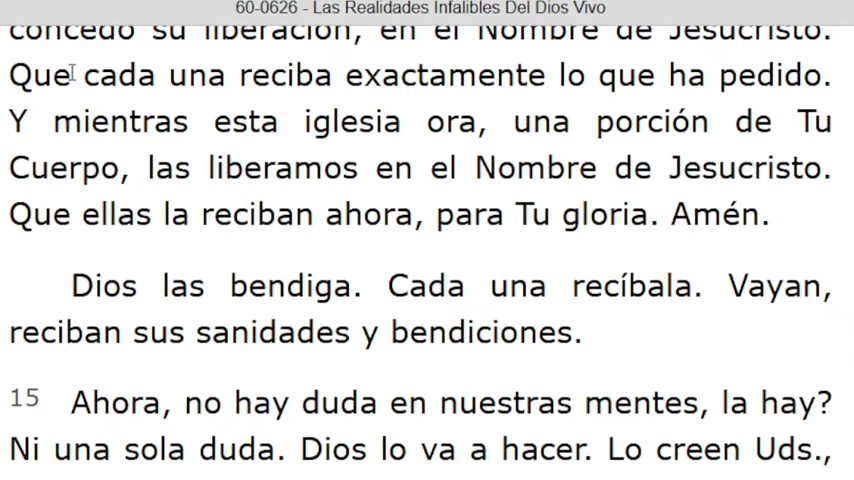 60-0626 - Las Realidades Infalibles Del Dios Vivo
concedo su liberación, en el Nombre de Jesucristo.
Que cada una reciba exactamente lo que ha pedido.
Y mientras esta iglesia ora, una porción de Tu
Cuerpo, las liberamos en el Nombre de Jesucristo.
Que ellas la reciban ahora, para Tu gloria. Amén.
Dios las bendiga. Cada una recíbala. Vayan,
reciban sus sanidades y bendiciones.
15 Ahora, no hay duda en nuestras mentes, la hay?
Ni una sola duda. Dios lo va a hacer. Lo creen Uds.,